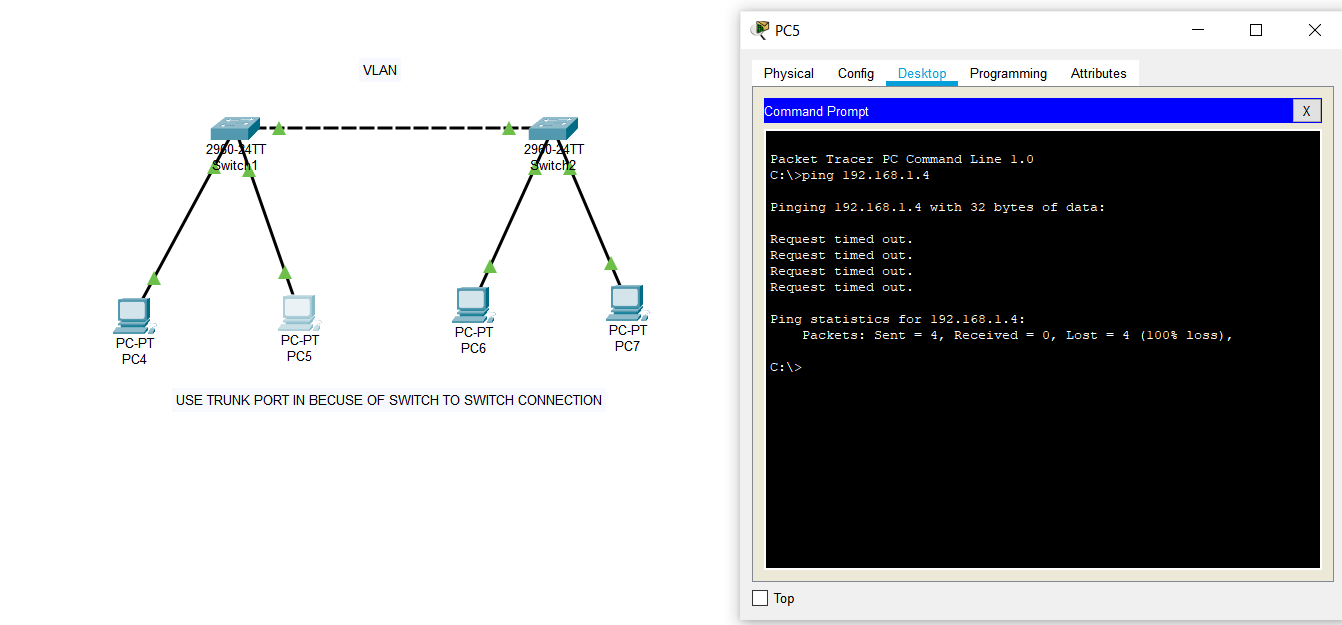 VLAN
2960-24TT
Switch1
2960-24TT
Switch2
PC-PT
PC4
PC-PT
PC5
PC-PT
PC6
PC-PT
PC7
USE TRUNK PORT IN BECUSE OF SWITCH TO SWITCH CONNECTION
PC5
Physical Config Desktop Programming Attributes
Command Prompt X
Packet Tracer PC Command Line 1.0
C:\>ping 192.168.1.4
Pinging 192.168.1.4 with 32 bytes of data:
Request timed out.
Request timed out.
Request timed out.
Request timed out.
Ping statistics for 192.168.1.4:
Packets: Sent = 4, Received = 0, Lost = 4 (100% loss),
C:\>
Top